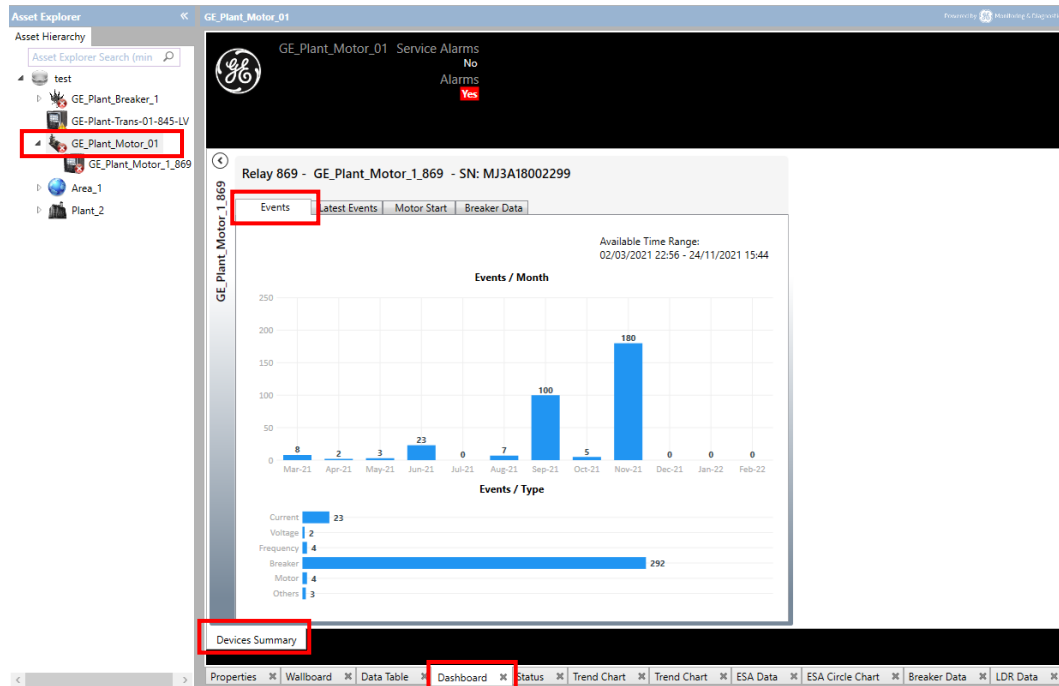 Asset Explorer «
GE_Plant_Motor_01
Powered by Monitoring & Diagnosti
Asset Hierarchy
Asset Explorer Search (min
test
GE_Plant_Breaker_1
GE-Plant-Trans-01-845-LV
GE_Plant_Motor_01
GE_Plant_Motor_1_869
Area_1
Plant_2
GE_Plant_Motor_01 Service Alarms
No
Alarms
Yes
GE_Plant_Motor_1_869
Relay 869 - GE_Plant_Motor_1_869 - SN: MJ3A18002299
Events Latest Events Motor Start Breaker Data
Available Time Range:
02/03/2021 22:56 - 24/11/2021 15:44
Events / Month
250
200
150
100
50
0
8 2 3 23 0 7 100 5 180 0 0 0
Mar-21 Apr-21 May-21 Jun-21 Jul-21 Aug-21 Sep-21 Oct-21 Nov-21 Dec-21 Jan-22 Feb-22
Events / Type
Current 23
Voltage 2
Frequency 4
Breaker 292
Motor 4
Others 3
Devices Summary
Properties Wallboard Data Table Dashboard Status Trend Chart Trend Chart ESA Data ESA Circle Chart Breaker Data LDR Data